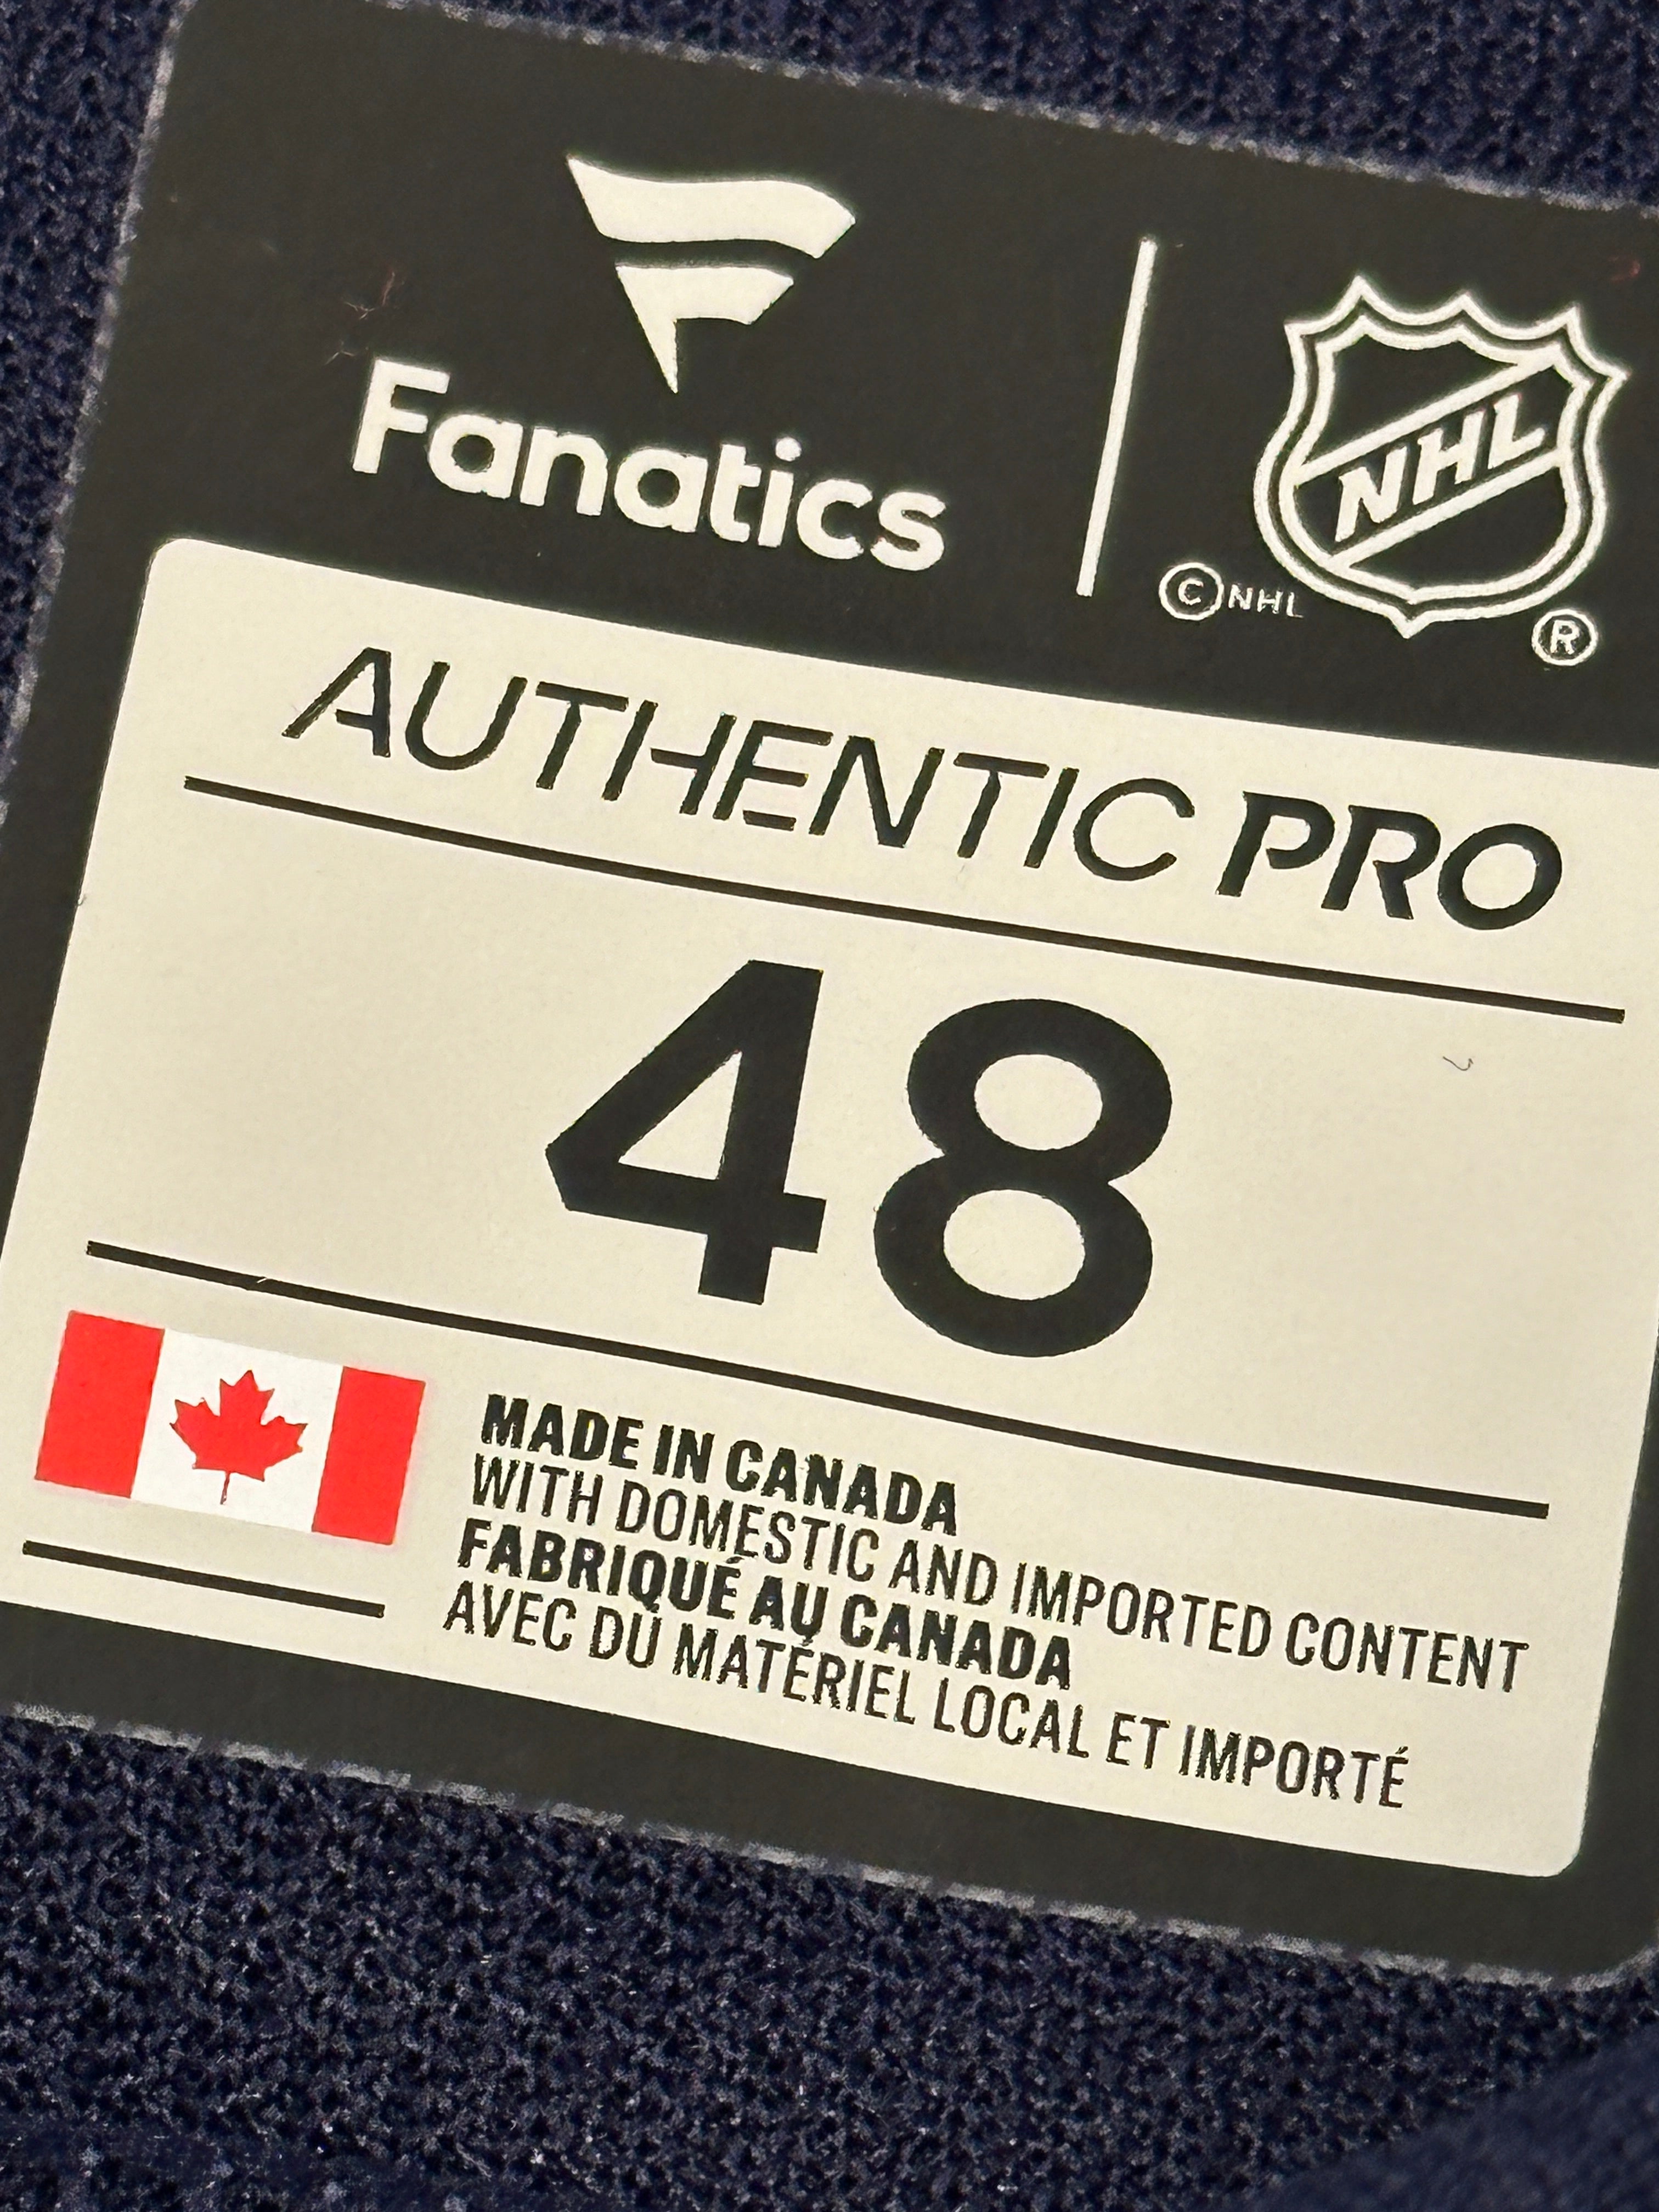 Fanatics
NHL
©NHL
®
AUTHENTIC PRO
48
MADE IN CANADA
WITH DOMESTIC AND IMPORTED CONTENT
FABRIQUÉ AU CANADA
AVEC DU MATÉRIEL LOCAL ET IMPORTÉ